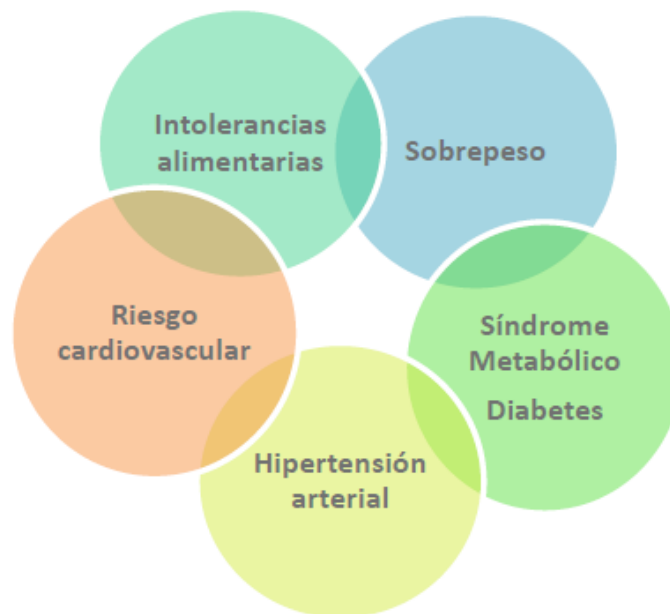 Intolerancias
alimentarias
Sobrepeso
Síndrome
Metabólico
Diabetes
Hipertensión
arterial
Riesgo
cardiovascular